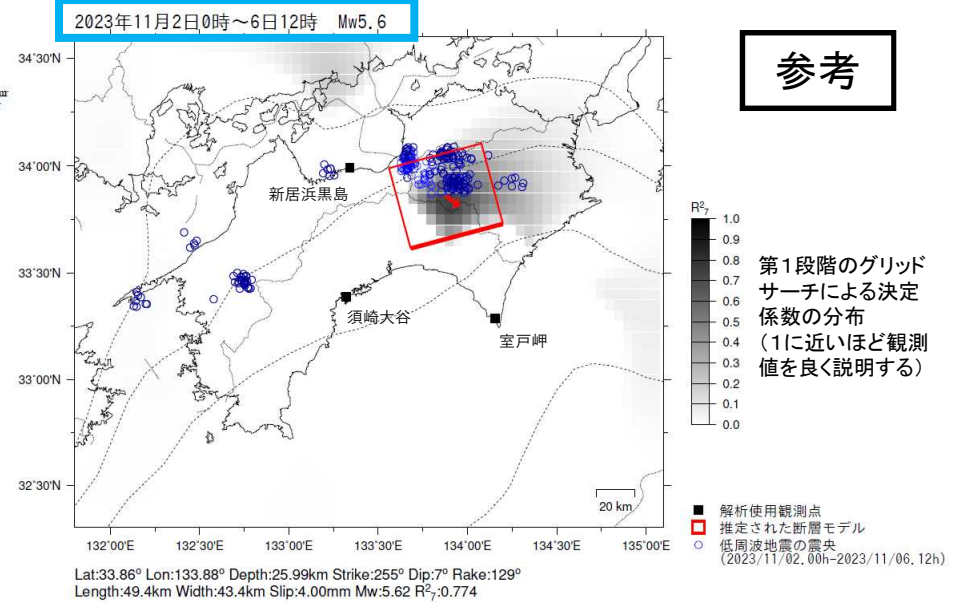 2023年11月2日0時～6日12時 Mw5.6
参考
34°30'N
34°00'N
33°30'N
33°00'N
32°30'N
新居浜黒島
須崎大谷
室戸岬
20 km
132°00'E 132°30'E 133°00'E 133°30'E 134°00'E 134°30'E 135°00'E
R²₇
1.0
0.9
0.8
0.7
0.6
0.5
0.4
0.3
0.2
0.1
0.0
第１段階のグリッド
サーチによる決定
係数の分布
（１に近いほど観測
値を良く説明する）
解析使用観測点
推定された断層モデル
低周波地震の震央
(2023/11/02.00h-2023/11/06.12h)
Lat:33.86° Lon:133.88° Depth:25.99km Strike:255° Dip:7° Rake:129°
Length:49.4km Width:43.4km Slip:4.00mm Mw:5.62 R²₇:0.774